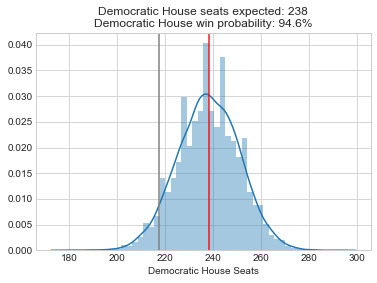 Democratic House seats expected: 238
Democratic House win probability: 94.6%
0.040
0.035
0.030
0.025
0.020
0.015
0.010
0.005
0.000
180 200 220 240 260 280 300
Democratic House Seats